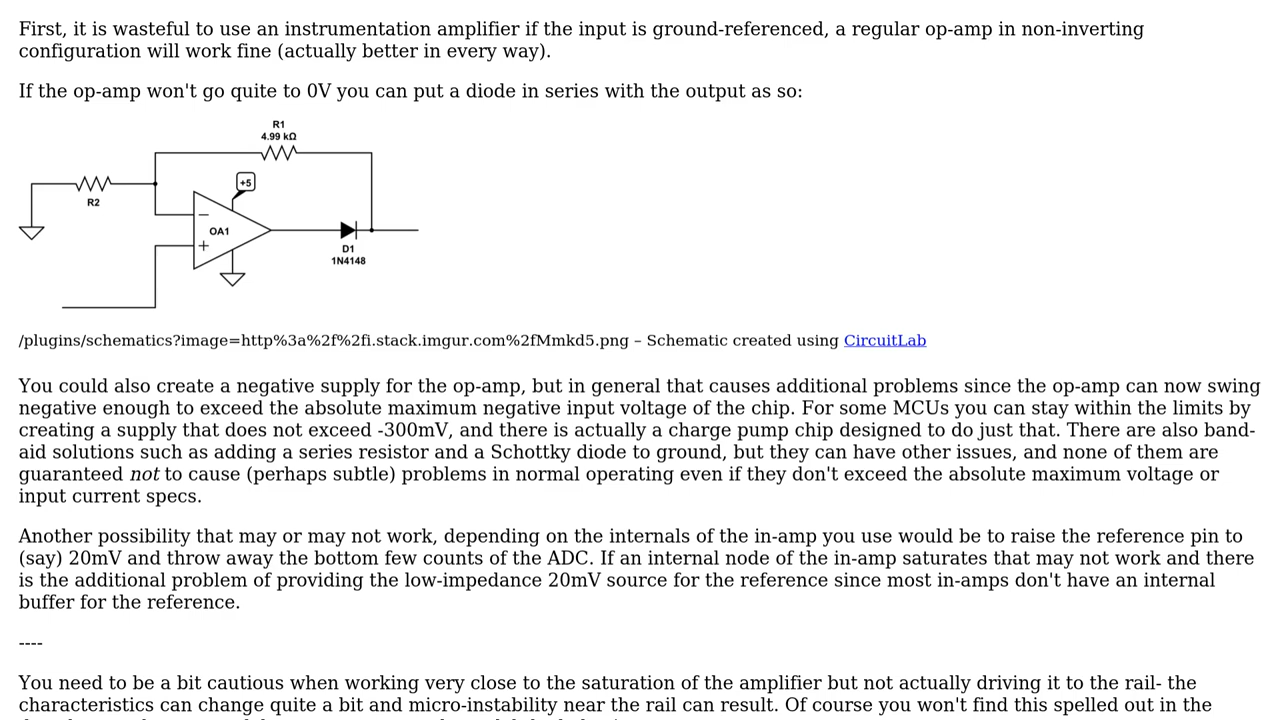 First, it is wasteful to use an instrumentation amplifier if the input is ground-referenced, a regular op-amp in non-inverting
configuration will work fine (actually better in every way).
If the op-amp won't go quite to 0V you can put a diode in series with the output as so:
R1
4.99 kΩ
+5
R2
−
OA1
+
D1
1N4148
/plugins/schematics?image=http%3a%2f%2fi.stack.imgur.com%2fMmkd5.png – Schematic created using CircuitLab
You could also create a negative supply for the op-amp, but in general that causes additional problems since the op-amp can now swing
negative enough to exceed the absolute maximum negative input voltage of the chip. For some MCUs you can stay within the limits by
creating a supply that does not exceed -300mV, and there is actually a charge pump chip designed to do just that. There are also band-
aid solutions such as adding a series resistor and a Schottky diode to ground, but they can have other issues, and none of them are
guaranteed not to cause (perhaps subtle) problems in normal operating even if they don't exceed the absolute maximum voltage or
input current specs.
Another possibility that may or may not work, depending on the internals of the in-amp you use would be to raise the reference pin to
(say) 20mV and throw away the bottom few counts of the ADC. If an internal node of the in-amp saturates that may not work and there
is the additional problem of providing the low-impedance 20mV source for the reference since most in-amps don't have an internal
buffer for the reference.
----
You need to be a bit cautious when working very close to the saturation of the amplifier but not actually driving it to the rail- the
characteristics can change quite a bit and micro-instability near the rail can result. Of course you won't find this spelled out in the